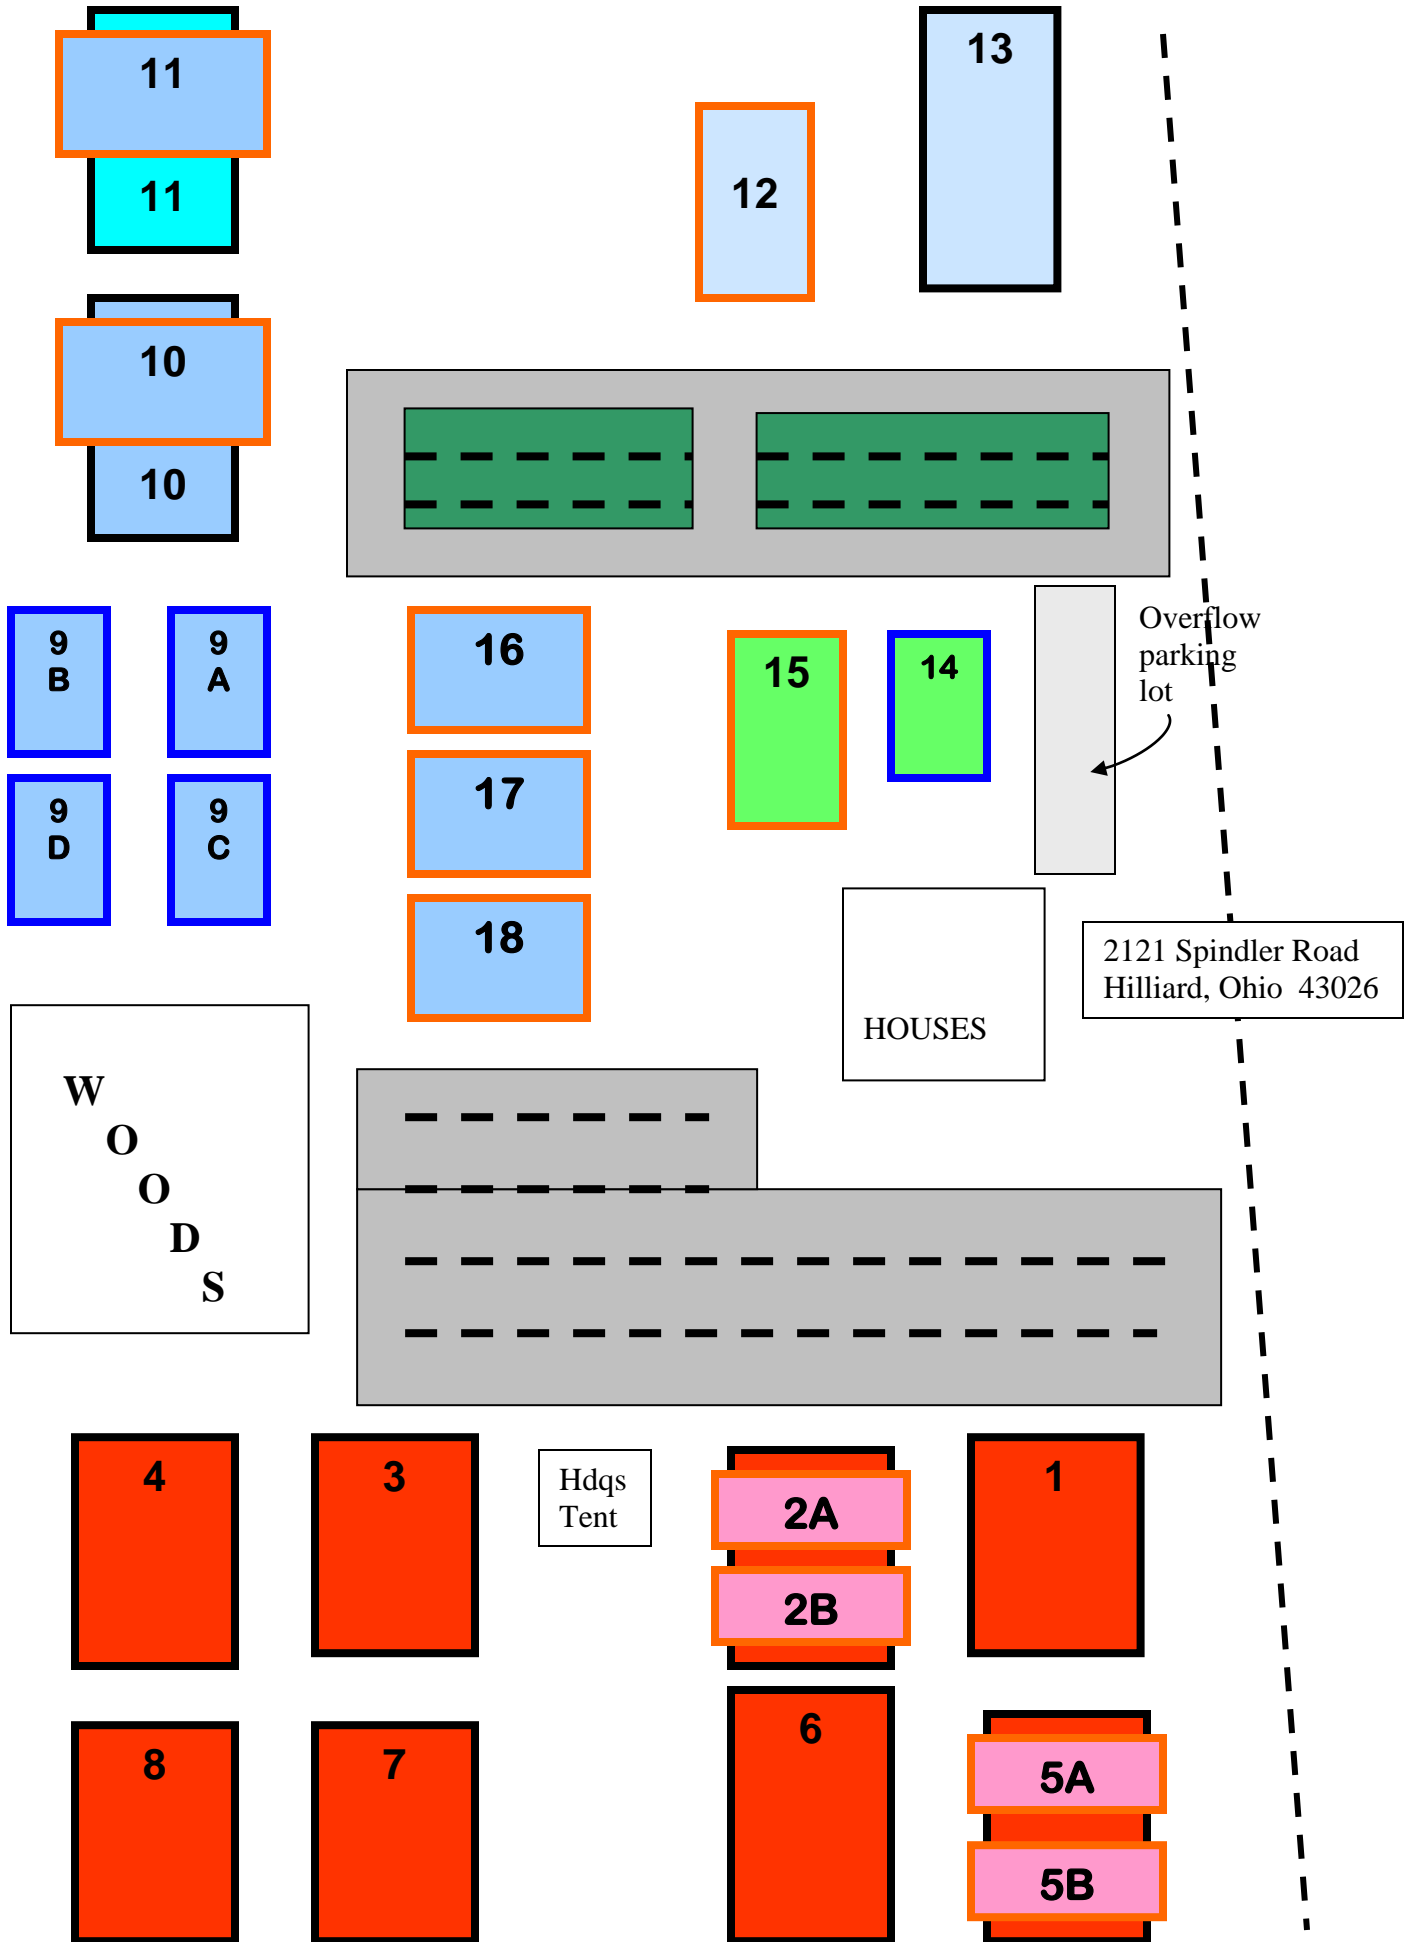 11
13
12
11
10
10
Overflow
parking
lot
9
B
9
A
16
15
14
17
9
D
9
C
18
2121 Spindler Road
Hilliard, Ohio  43026
HOUSES
W
O
O
D
S
4
3
Hdqs
Tent
2A
1
2B
6
8
7
5A
5B